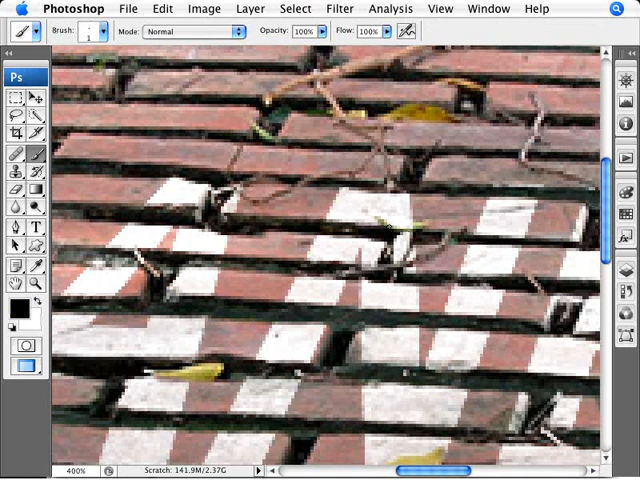 Photoshop File Edit Image Layer Select Filter Analysis View Window Help
Brush: 1 Mode: Normal Opacity: 100% Flow: 100%
Ps
T
400% Scratch: 141.9M/2.37G